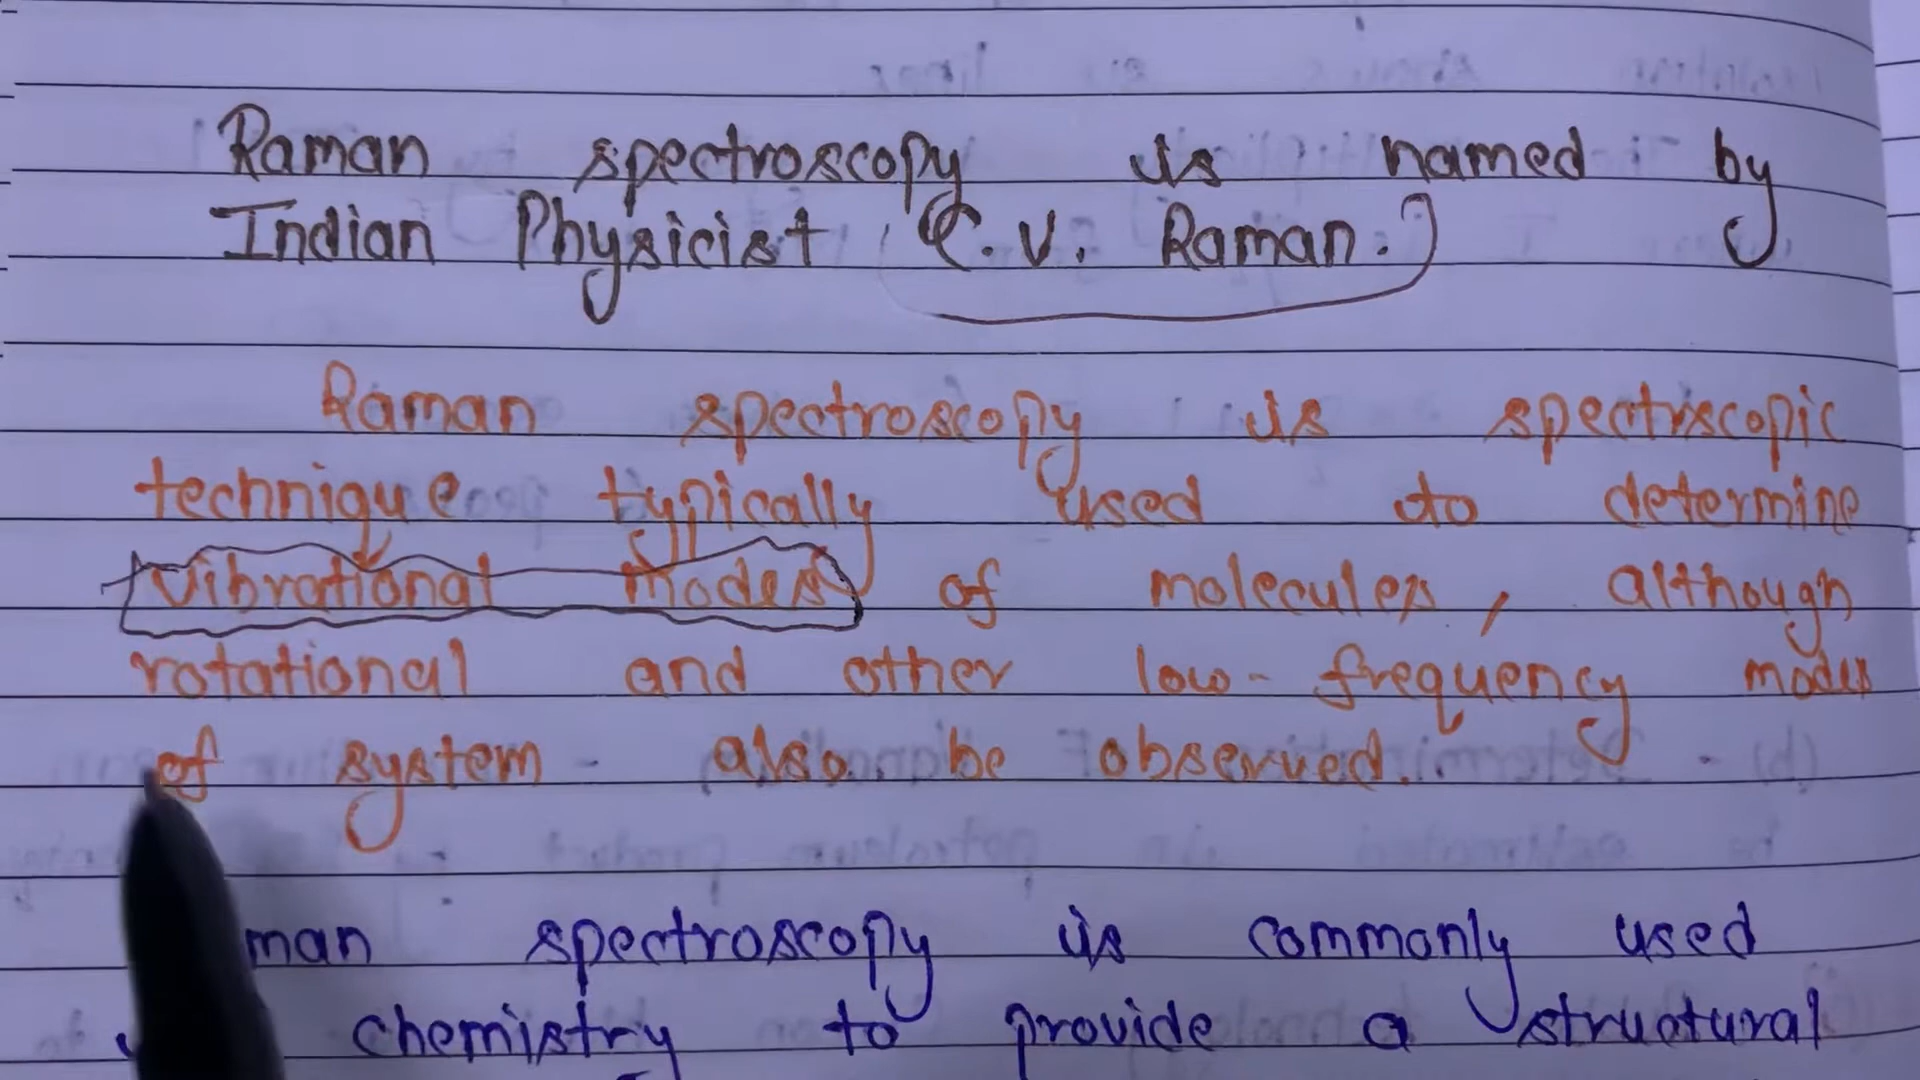 Raman spectroscopy is named by
Indian Physicist (C. V. Raman.)
Raman spectroscopy is spectriscopic
technique typically used to determine
vibrational modes of molecules, although
rotational and other low-frequency modes
of system - also be observed.
man spectroscopy is commonly used
chemistry to provide a structural